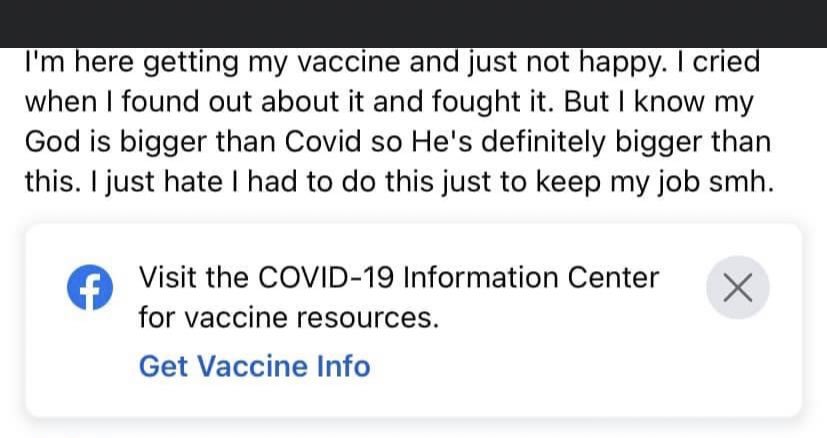 I'm here getting my vaccine and just not happy. I cried
when I found out about it and fought it. But I know my
God is bigger than Covid so He's definitely bigger than
this. I just hate I had to do this just to keep my job smh.
Visit the COVID-19 Information Center
for vaccine resources.
Get Vaccine Info